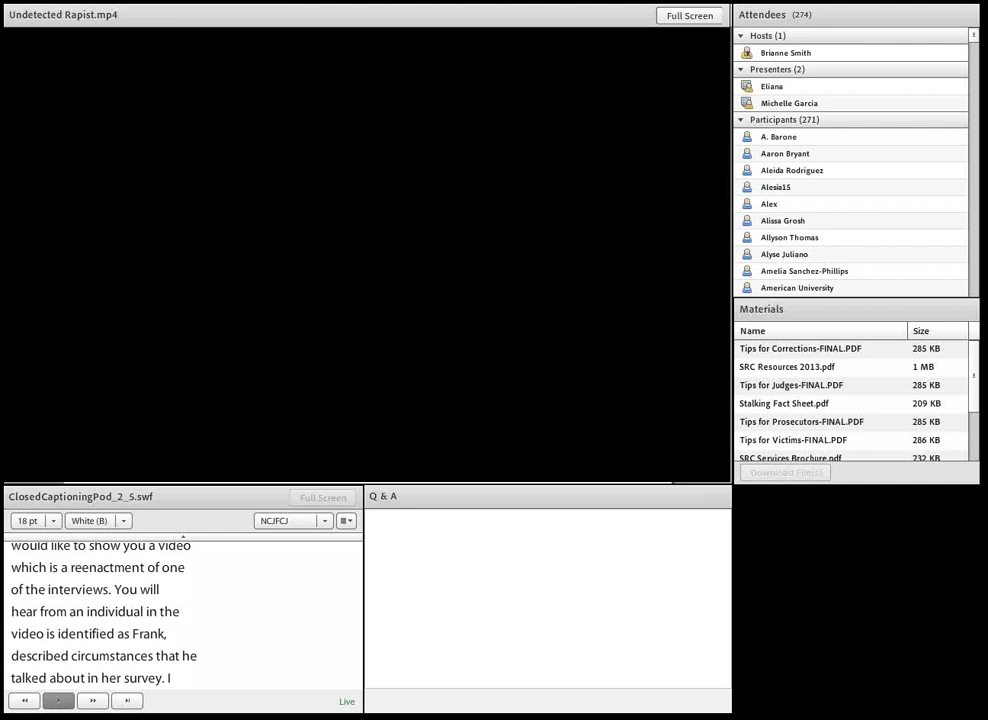 Undetected Rapist.mp4
Full Screen
Attendees (274)
Hosts (1)
Brianne Smith
Presenters (2)
Eliana
Michelle Garcia
Participants (271)
A. Barone
Aaron Bryant
Aleida Rodriguez
Alesia15
Alex
Alissa Grosh
Allyson Thomas
Alyse Juliano
Amelia Sanchez-Phillips
American University
Materials
Name Size
Tips for Corrections-FINAL.PDF 285 KB
SRC Resources 2013.pdf 1 MB
Tips for Judges-FINAL.PDF 285 KB
Stalking Fact Sheet.pdf 209 KB
Tips for Prosecutors-FINAL.PDF 285 KB
Tips for Victims-FINAL.PDF 286 KB
SRC Services Brochure.pdf 232 KB
Download File(s)
ClosedCaptioningPod_2_5.swf
Full Screen
18 pt White (B) NCJFCJ
would like to show you a video
which is a reenactment of one
of the interviews. You will
hear from an individual in the
video is identified as Frank,
described circumstances that he
talked about in her survey. I
Live
Q & A